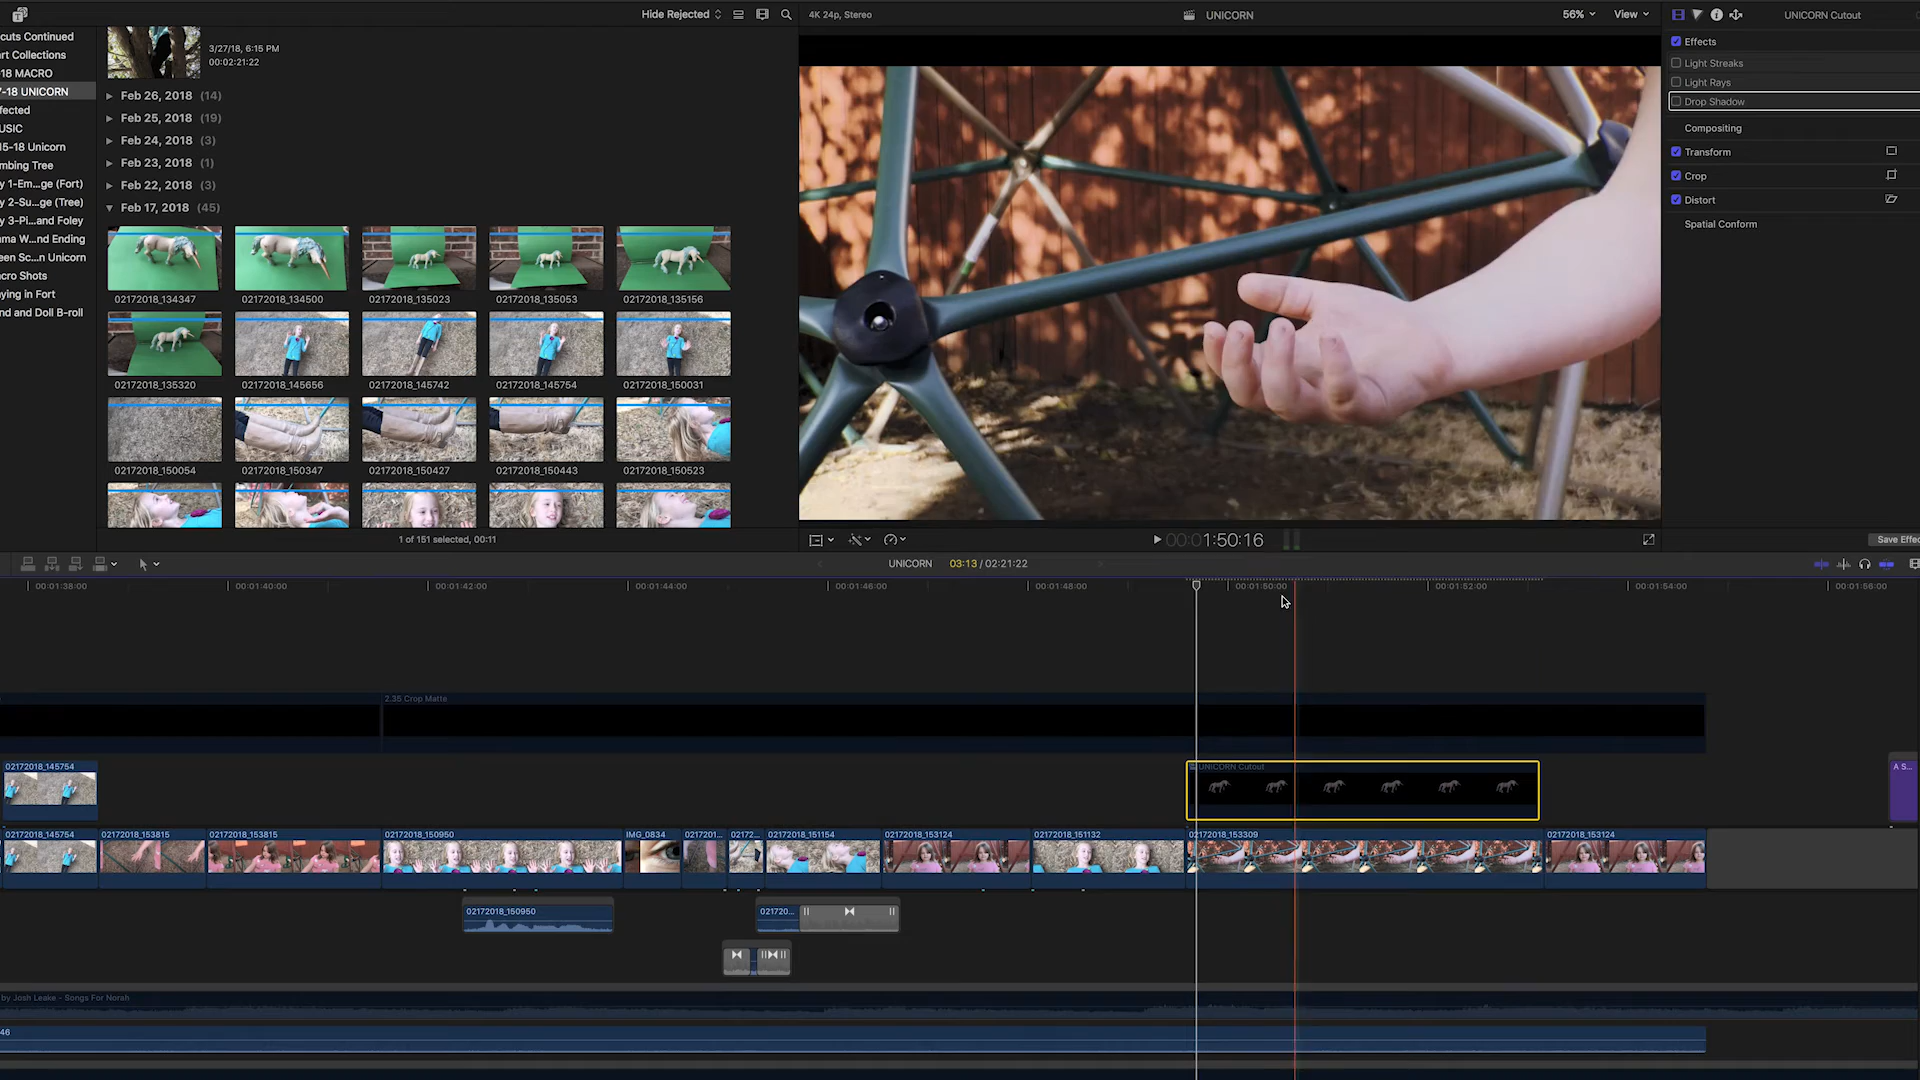 Hide Rejected
4K 24p, Stereo
UNICORN
56%
View
UNICORN Cutout
cuts Continued
rt Collections
-18 MACRO
7-18 UNICORN
fected
USIC
15-18 Unicorn
mbing Tree
y 1-Em...ge (Fort)
y 2-Su...ge (Tree)
y 3-Pi...and Foley
ma W...nd Ending
een Sc...n Unicorn
acro Shots
ying in Fort
nd and Doll B-roll
3/27/18, 6:15 PM
00:02:21:22
Feb 26, 2018 (14)
Feb 25, 2018 (19)
Feb 24, 2018 (3)
Feb 23, 2018 (1)
Feb 22, 2018 (3)
Feb 17, 2018 (45)
02172018_134347
02172018_134500
02172018_135023
02172018_135053
02172018_135156
02172018_135320
02172018_145656
02172018_145742
02172018_145754
02172018_150031
02172018_150054
02172018_150347
02172018_150427
02172018_150443
02172018_150523
1 of 151 selected, 00:11
Effects
Light Streaks
Light Rays
Drop Shadow
Compositing
Transform
Crop
Distort
Spatial Conform
00:01:50:16
Save Effec
UNICORN
03:13 / 02:21:22
00:01:38:00
00:01:40:00
00:01:42:00
00:01:44:00
00:01:46:00
00:01:48:00
00:01:50:00
00:01:52:00
00:01:54:00
00:01:56:00
2.35 Crop Matte
02172018_145754
UNICORN Cutout
A S...
02172018_145754
02172018_153815
02172018_153815
02172018_150950
IMG_0834
0217201...
02172...
02172018_151154
02172018_153124
02172018_151132
02172018_153309
02172018_153124
02172018_150950
021720...
by Josh Leake - Songs For Norah
46